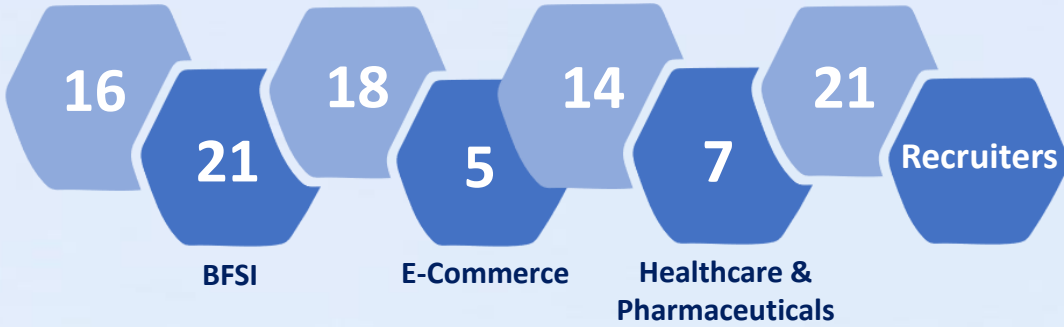 16
21
18
5
14
7
21
Recruiters
BFSI
E-Commerce
Healthcare &
Pharmaceuticals